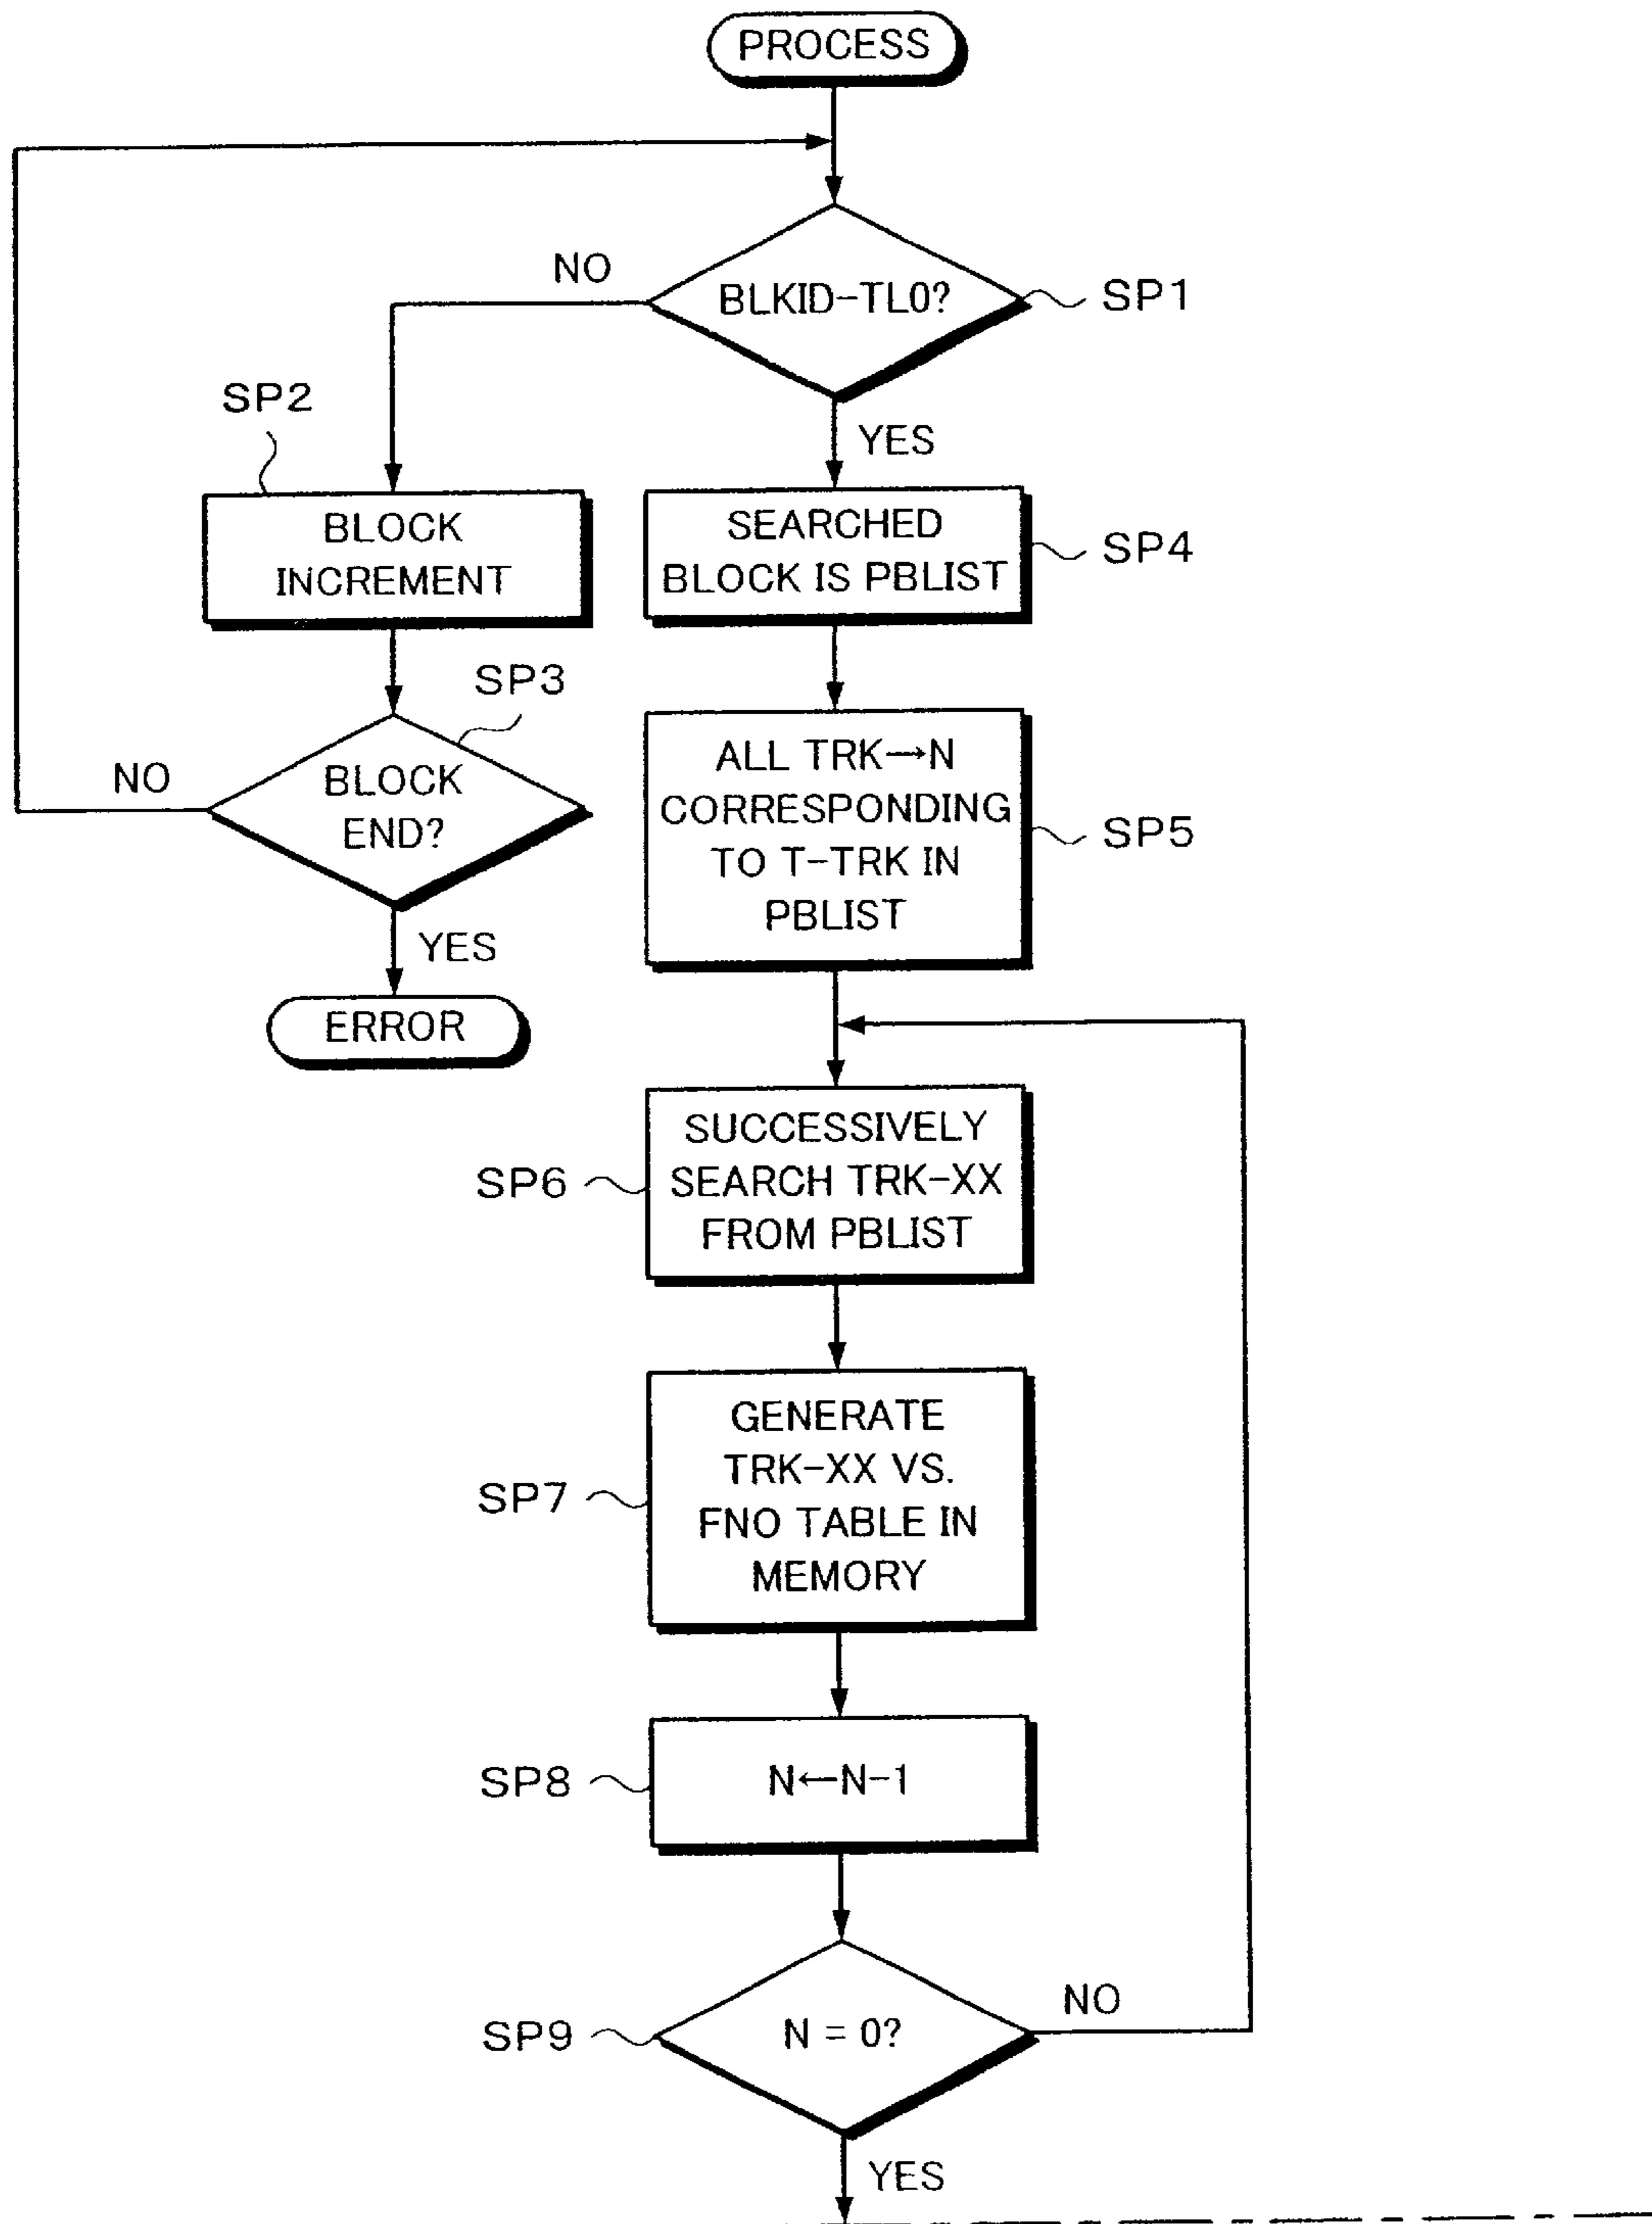 PROCESS
NO
BLKID-TL0?
SP1
SP2
YES
BLOCK
INCREMENT
SEARCHED
BLOCK IS PBLIST
SP4
SP3
NO
BLOCK
END?
ALL TRK→N
CORRESPONDING
TO T-TRK IN
PBLIST
SP5
YES
ERROR
SP6
SUCCESSIVELY
SEARCH TRK-XX
FROM PBLIST
SP7
GENERATE
TRK-XX VS.
FNO TABLE IN
MEMORY
SP8
N←N-1
SP9
N = 0?
NO
YES